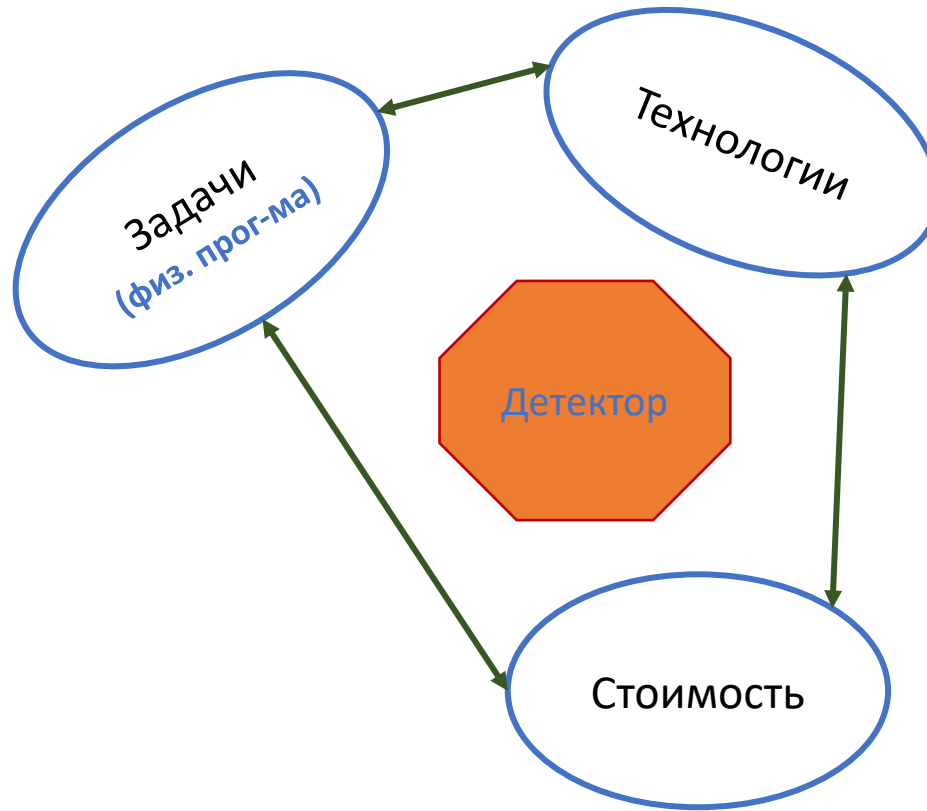 Технологии
Задачи
(физ. прог-ма)
Детектор
Стоимость